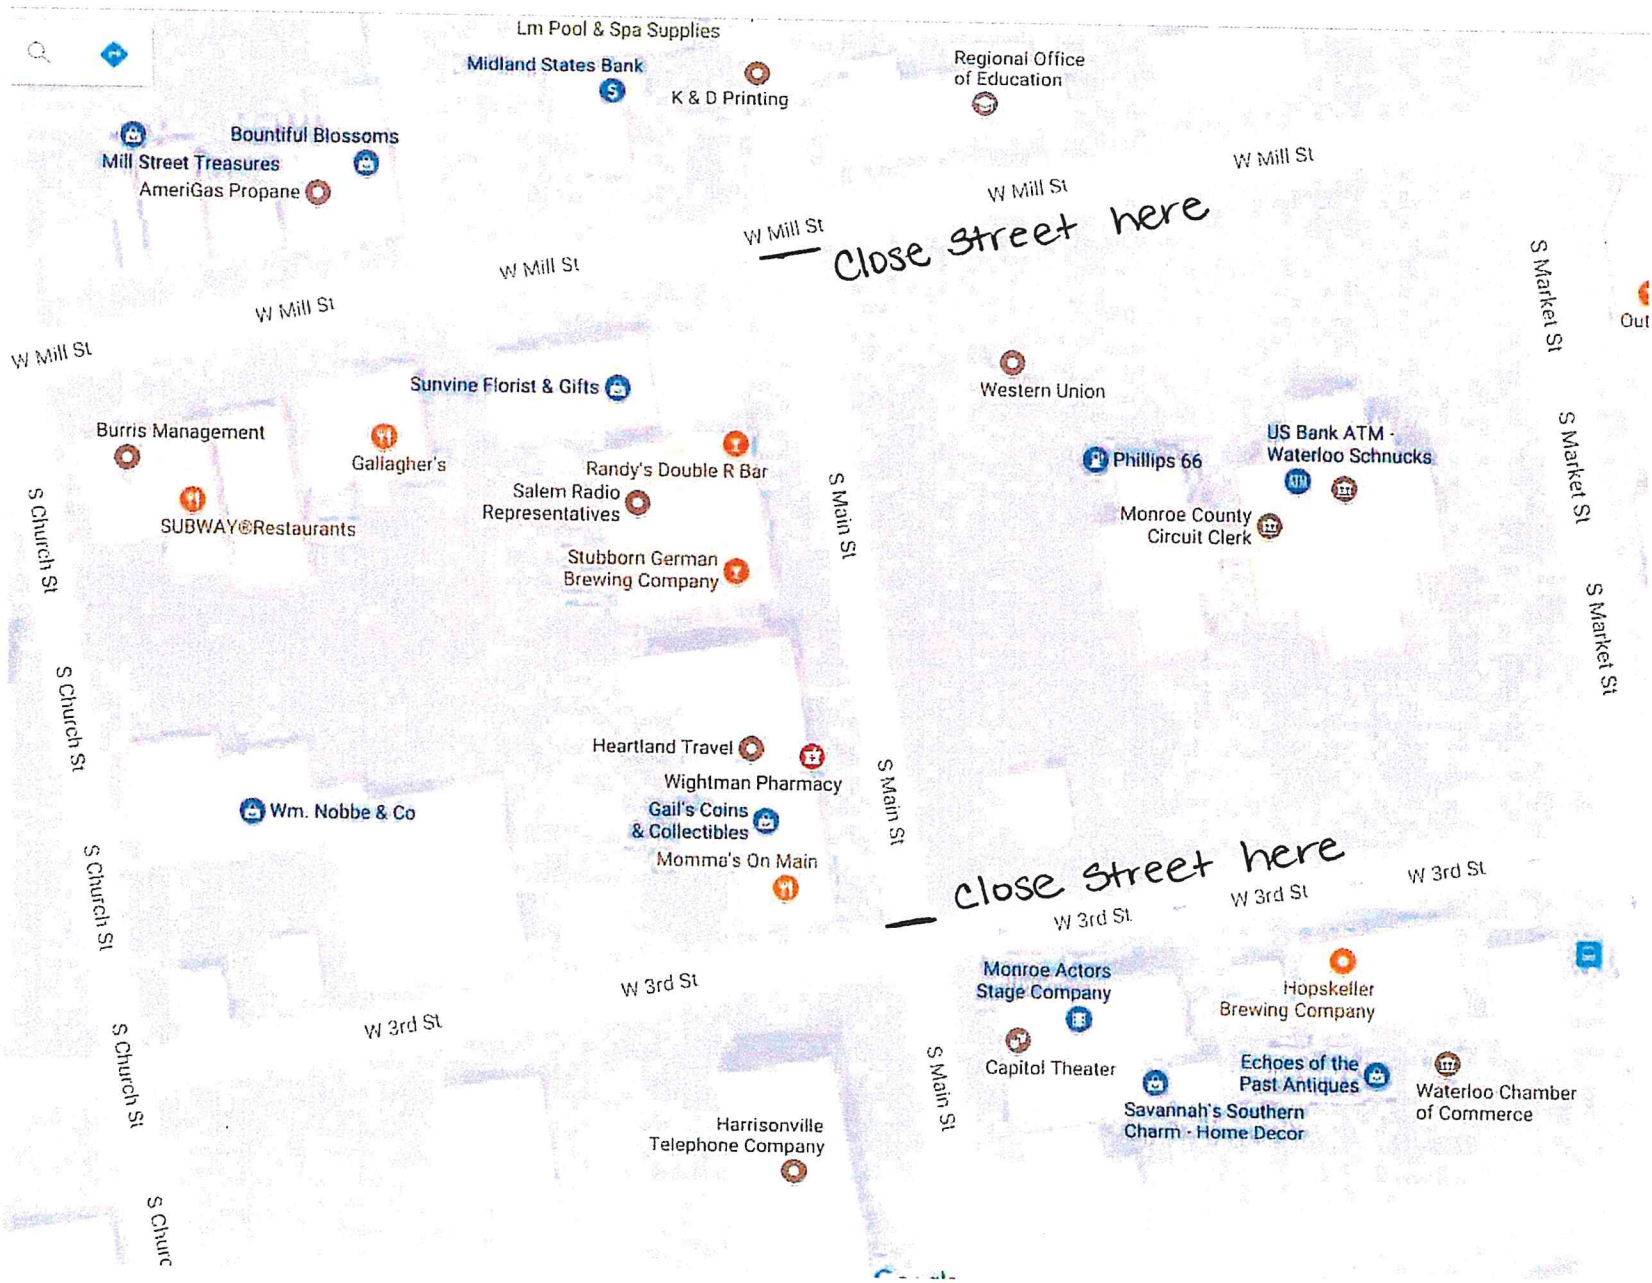 Lm Pool & Spa Supplies
Midland States Bank
K & D Printing
Regional Office
of Education
Bountiful Blossoms
Mill Street Treasures
AmeriGas Propane
W Mill St
W Mill St
W Mill St
W Mill St
W Mill St
W Mill St
Close Street here
S Market St
Out
Western Union
Sunvine Florist & Gifts
Burris Management
Gallagher's
Randy's Double R Bar
Salem Radio
Representatives
SUBWAY®Restaurants
Stubborn German
Brewing Company
S Church St
S Main St
Phillips 66
US Bank ATM -
Waterloo Schnucks
Monroe County
Circuit Clerk
S Market St
S Market St
S Church St
Heartland Travel
Wightman Pharmacy
Gail's Coins
& Collectibles
Momma's On Main
Wm. Nobbe & Co
S Main St
S Church St
Close Street here
W 3rd St
W 3rd St
W 3rd St
W 3rd St
W 3rd St
Monroe Actors
Stage Company
Capitol Theater
Hopskeller
Brewing Company
Echoes of the
Past Antiques
Savannah's Southern
Charm - Home Decor
Waterloo Chamber
of Commerce
S Main St
S Church St
Harrisonville
Telephone Company
S Churc